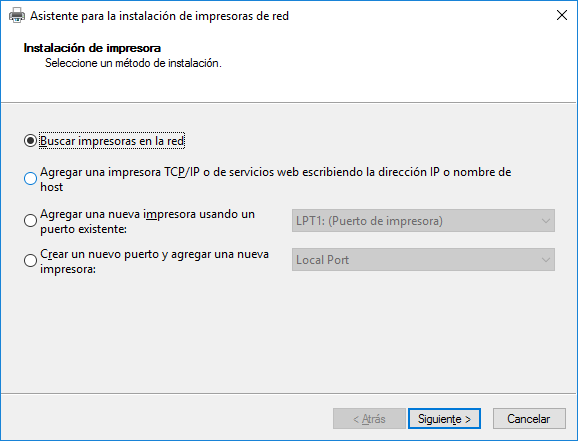 Asistente para la instalación de impresoras de red
Instalación de impresora
Seleccione un método de instalación.
Buscar impresoras en la red
Agregar una impresora TCP/IP o de servicios web escribiendo la dirección IP o nombre de
host
Agregar una nueva impresora usando un
puerto existente:
LPT1: (Puerto de impresora)
Crear un nuevo puerto y agregar una nueva
impresora:
Local Port
< Atrás
Siguiente >
Cancelar